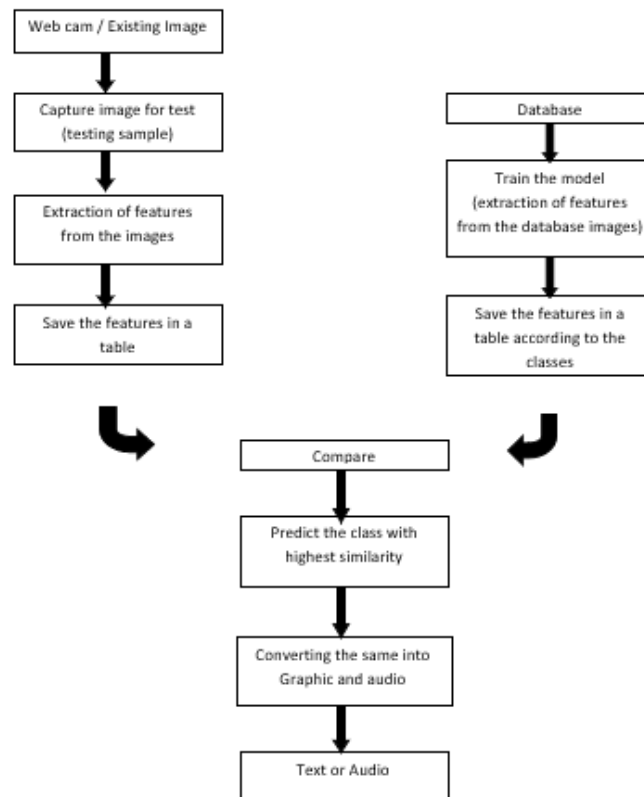 Web cam / Existing Image
Capture image for test
(testing sample)
Extraction of features
from the images
Save the features in a
table
Database
Train the model
(extraction of features
from the database images)
Save the features in a
table according to the
classes
Compare
Predict the class with
highest similarity
Converting the same into
Graphic and audio
Text or Audio